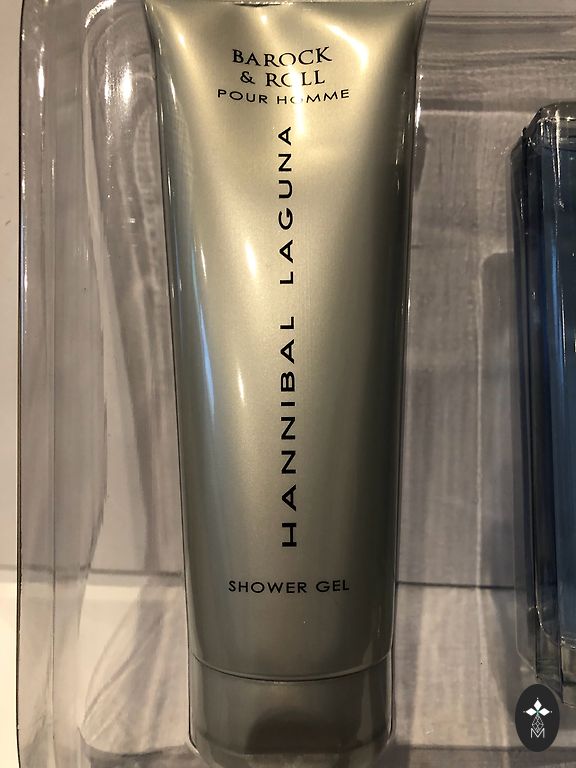 BAROCK
& ROLL
POUR HOMME
HANNIBAL LAGUNA
SHOWER GEL
M